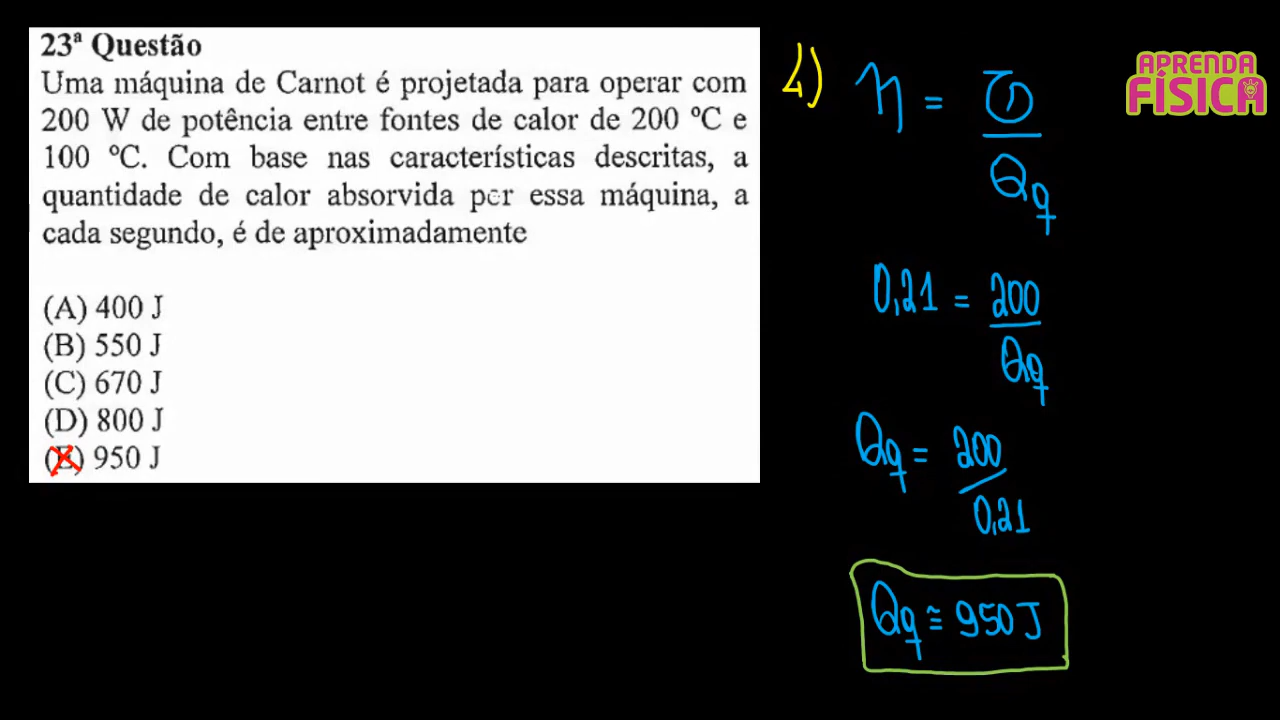 23ª Questão
Uma máquina de Carnot é projetada para operar com
200 W de potência entre fontes de calor de 200 ºC e
100 ºC. Com base nas características descritas, a
quantidade de calor absorvida por essa máquina, a
cada segundo, é de aproximadamente
(A) 400 J
(B) 550 J
(C) 670 J
(D) 800 J
(E) 950 J
4)
η = τ / Qq
0,21 = 200 / Qq
Qq = 200 / 0,21
Qq ≅ 950 J
APRENDA
FÍSICA